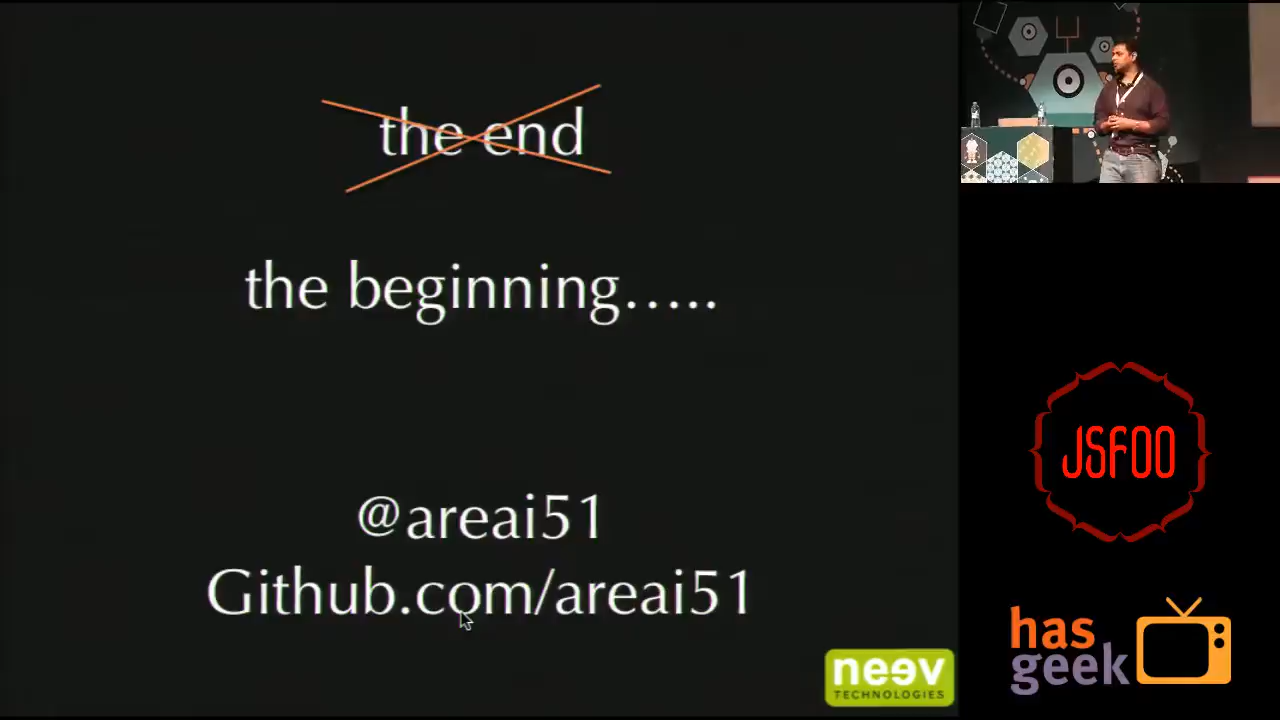 the end
the beginning.....
@areai51
Github.com/areai51
neev
TECHNOLOGIES
JSFOO
has
geek